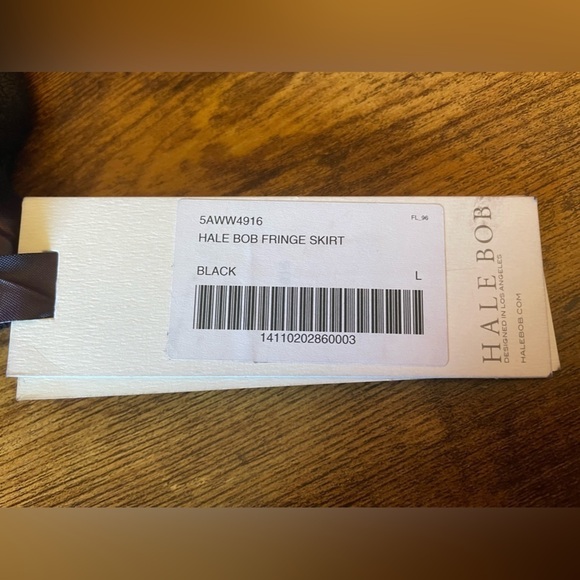 5AWW4916
FL_96
HALE BOB FRINGE SKIRT
BLACK
L
14110202860003
HALE BOB
DESIGNED IN LOS ANGELES
HALEBOB.COM